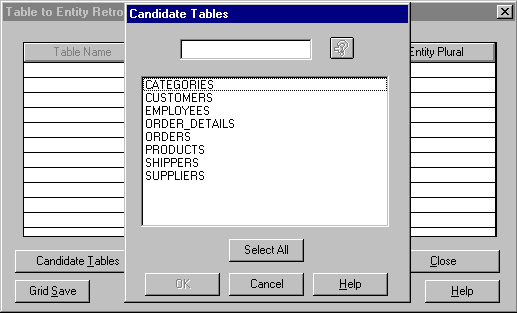 Table to Entity Retro
Candidate Tables
Table Name
Entity Plural
CATEGORIES
CUSTOMERS
EMPLOYEES
ORDER_DETAILS
ORDERS
PRODUCTS
SHIPPERS
SUPPLIERS
Select All
Candidate Tables
Close
OK
Cancel
Help
Grid Save
Help